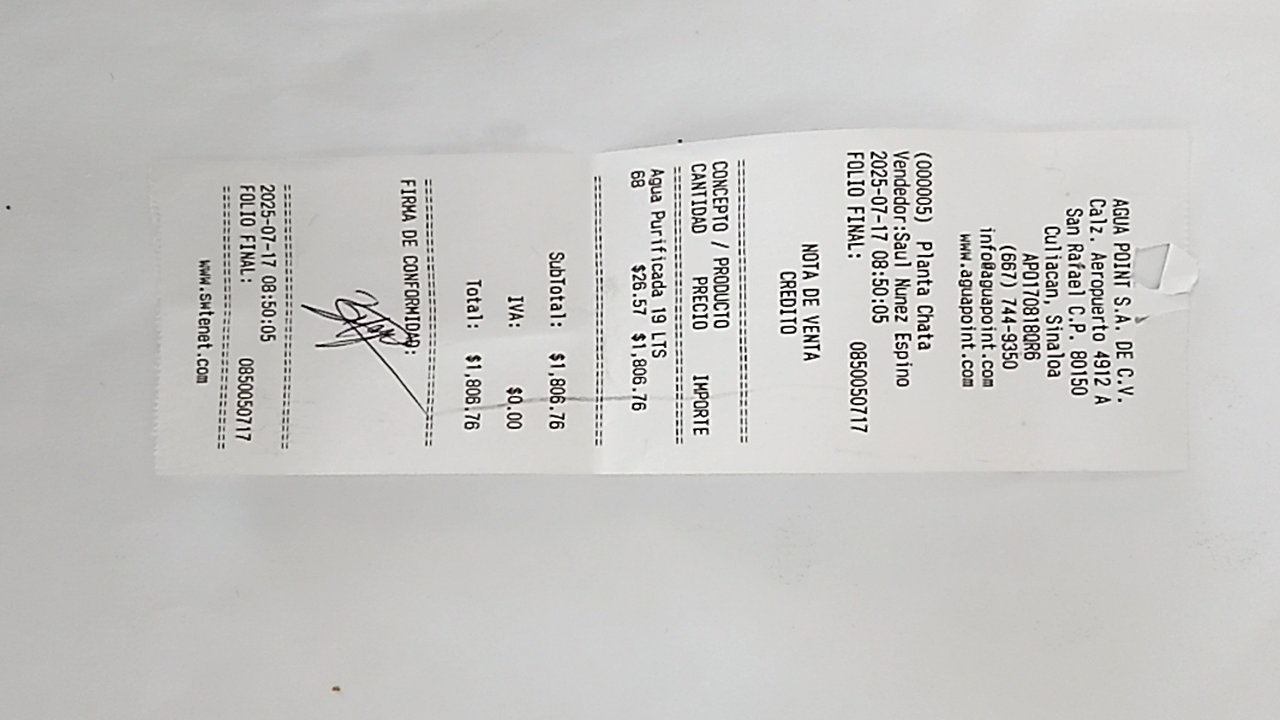 AGUA POINT S.A. DE C.V.
Calz. Aeropuerto 4912 A
San Rafael C.P. 80150
Culiacan, Sinaloa
APO170818QR6
(667) 744-9350
info@aguapoint.com
www.aguapoint.com
(000005) Planta Chata
Vendedor:Saul Nunez Espino
2025-07-17 08:50:05
FOLIO FINAL: 0850050717
NOTA DE VENTA
CREDITO
===================================
CONCEPTO / PRODUCTO
CANTIDAD PRECIO IMPORTE
===================================
Agua Purificada 19 LTS
68 $26.57 $1,806.76
===================================
SubTotal: $1,806.76
IVA: $0.00
Total: $1,806.76
===================================
FIRMA DE CONFORMIDAD:
===================================
2025-07-17 08:50:05
FOLIO FINAL: 0850050717
===================================
www.swtenet.com